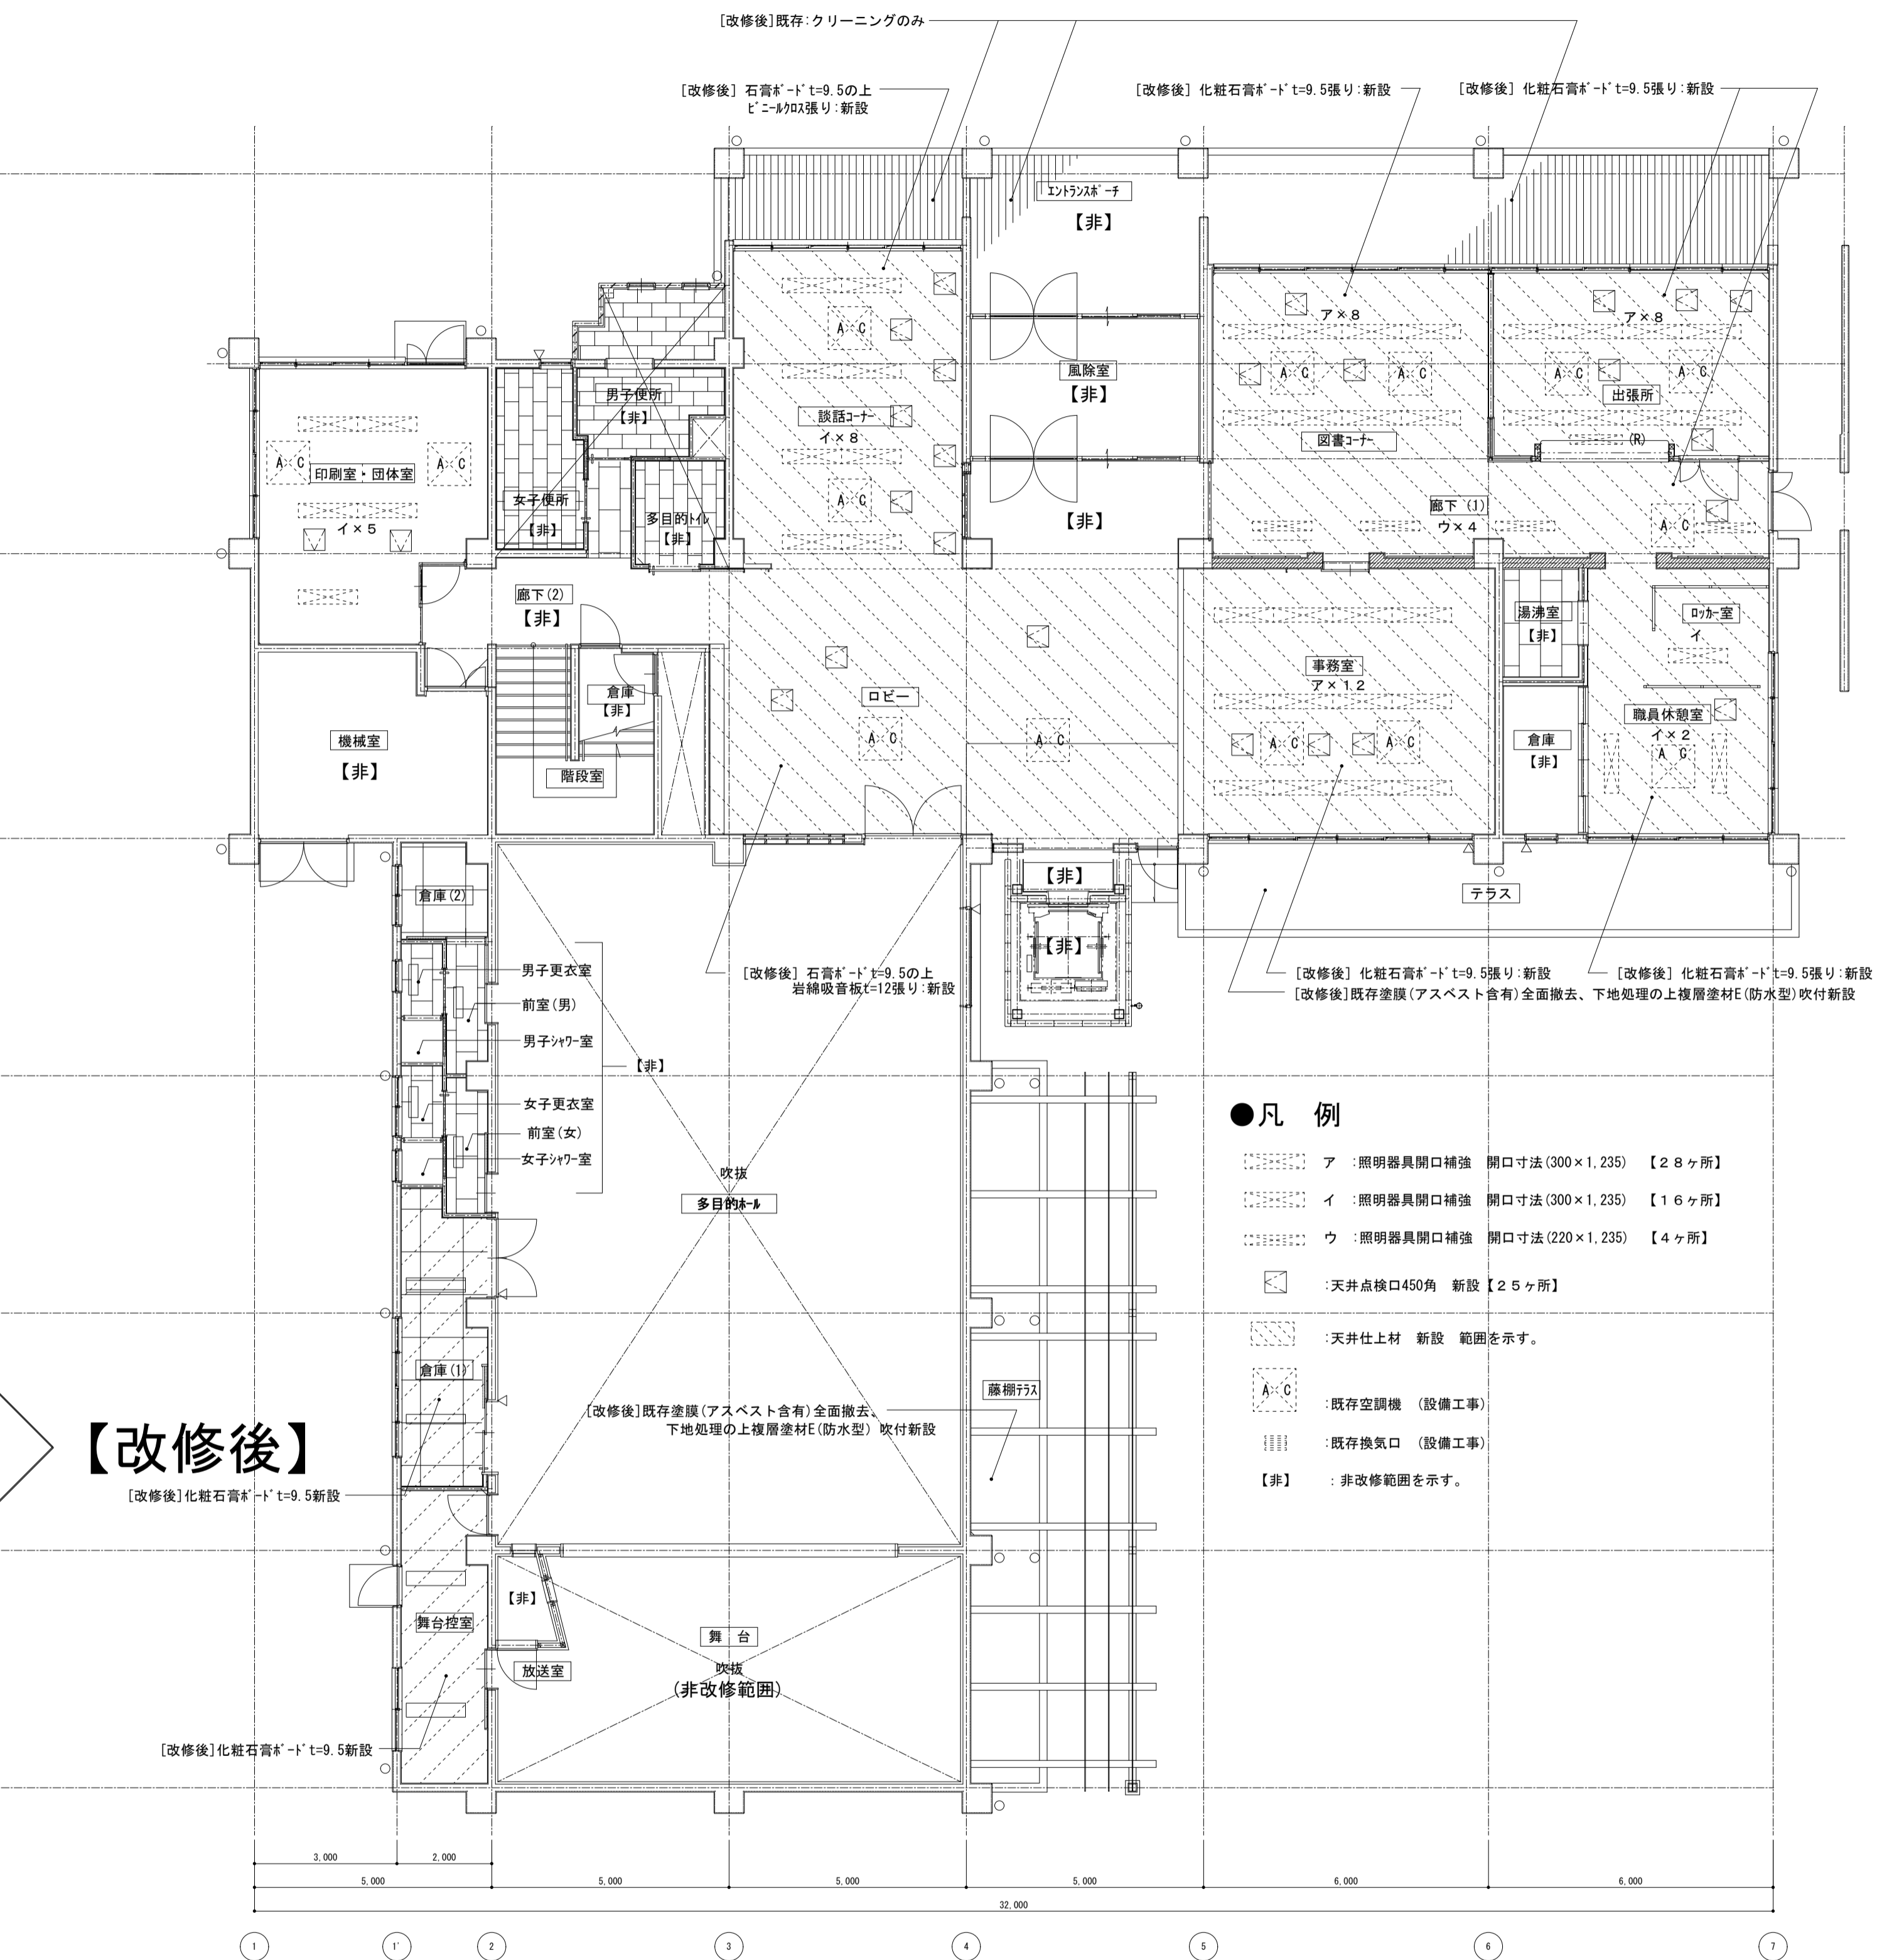 [改修後]既存:クリーニングのみ
[改修後] 石膏ﾎﾞｰﾄﾞt=9.5の上
ﾋﾞﾆｰﾙｸﾛｽ張り:新設
[改修後] 化粧石膏ﾎﾞｰﾄﾞt=9.5張り:新設
[改修後] 化粧石膏ﾎﾞｰﾄﾞt=9.5張り:新設
ｴﾝﾄﾗﾝｽﾎﾟｰﾁ
【非】
ア×8
ア×8
A C
A C
A C
A C
A C
風除室
【非】
男子便所
【非】
出張所
談話ｺｰﾅｰ
イ×8
図書ｺｰﾅｰ
(R)
A C
A C
印刷室・団体室
イ×5
女子便所
【非】
A C
多目的ﾄｲﾚ
【非】
【非】
廊下(1)
ウ×4
A C
廊下(2)
【非】
湯沸室
【非】
ﾛｯｶｰ室
イ
事務室
ア×12
倉庫
【非】
ロビー
職員休憩室
イ×2
A C
A C
A C
A C
A C
機械室
【非】
倉庫
【非】
階段室
倉庫(2)
【非】
【非】
テラス
男子更衣室
前室(男)
男子ｼｬﾜｰ室
【非】
女子更衣室
前室(女)
女子ｼｬﾜｰ室
[改修後] 石膏ﾎﾞｰﾄﾞt=9.5の上
岩綿吸音板t=12張り:新設
[改修後] 化粧石膏ﾎﾞｰﾄﾞt=9.5張り:新設
[改修後] 化粧石膏ﾎﾞｰﾄﾞt=9.5張り:新設
[改修後]既存塗膜(アスベスト含有)全面撤去、下地処理の上複層塗材E(防水型)吹付新設
吹抜
多目的ﾎｰﾙ
●凡 例
ア :照明器具開口補強 開口寸法(300×1,235) 【28ヶ所】
イ :照明器具開口補強 開口寸法(300×1,235) 【16ヶ所】
ウ :照明器具開口補強 開口寸法(220×1,235) 【4ヶ所】
:天井点検口450角 新設【25ヶ所】
:天井仕上材 新設 範囲を示す。
A C
:既存空調機 (設備工事)
:既存換気口 (設備工事)
【非】 :非改修範囲を示す。
倉庫(1)
藤棚ﾃﾗｽ
[改修後]既存塗膜(アスベスト含有)全面撤去、
下地処理の上複層塗材E(防水型) 吹付新設
【改修後】
[改修後]化粧石膏ﾎﾞｰﾄﾞt=9.5新設
【非】
舞台控室
放送室
舞 台
吹抜
(非改修範囲)
[改修後]化粧石膏ﾎﾞｰﾄﾞt=9.5新設
3,000 2,000
5,000 5,000 5,000 5,000 6,000 6,000
32,000
1 1' 2 3 4 5 6 7